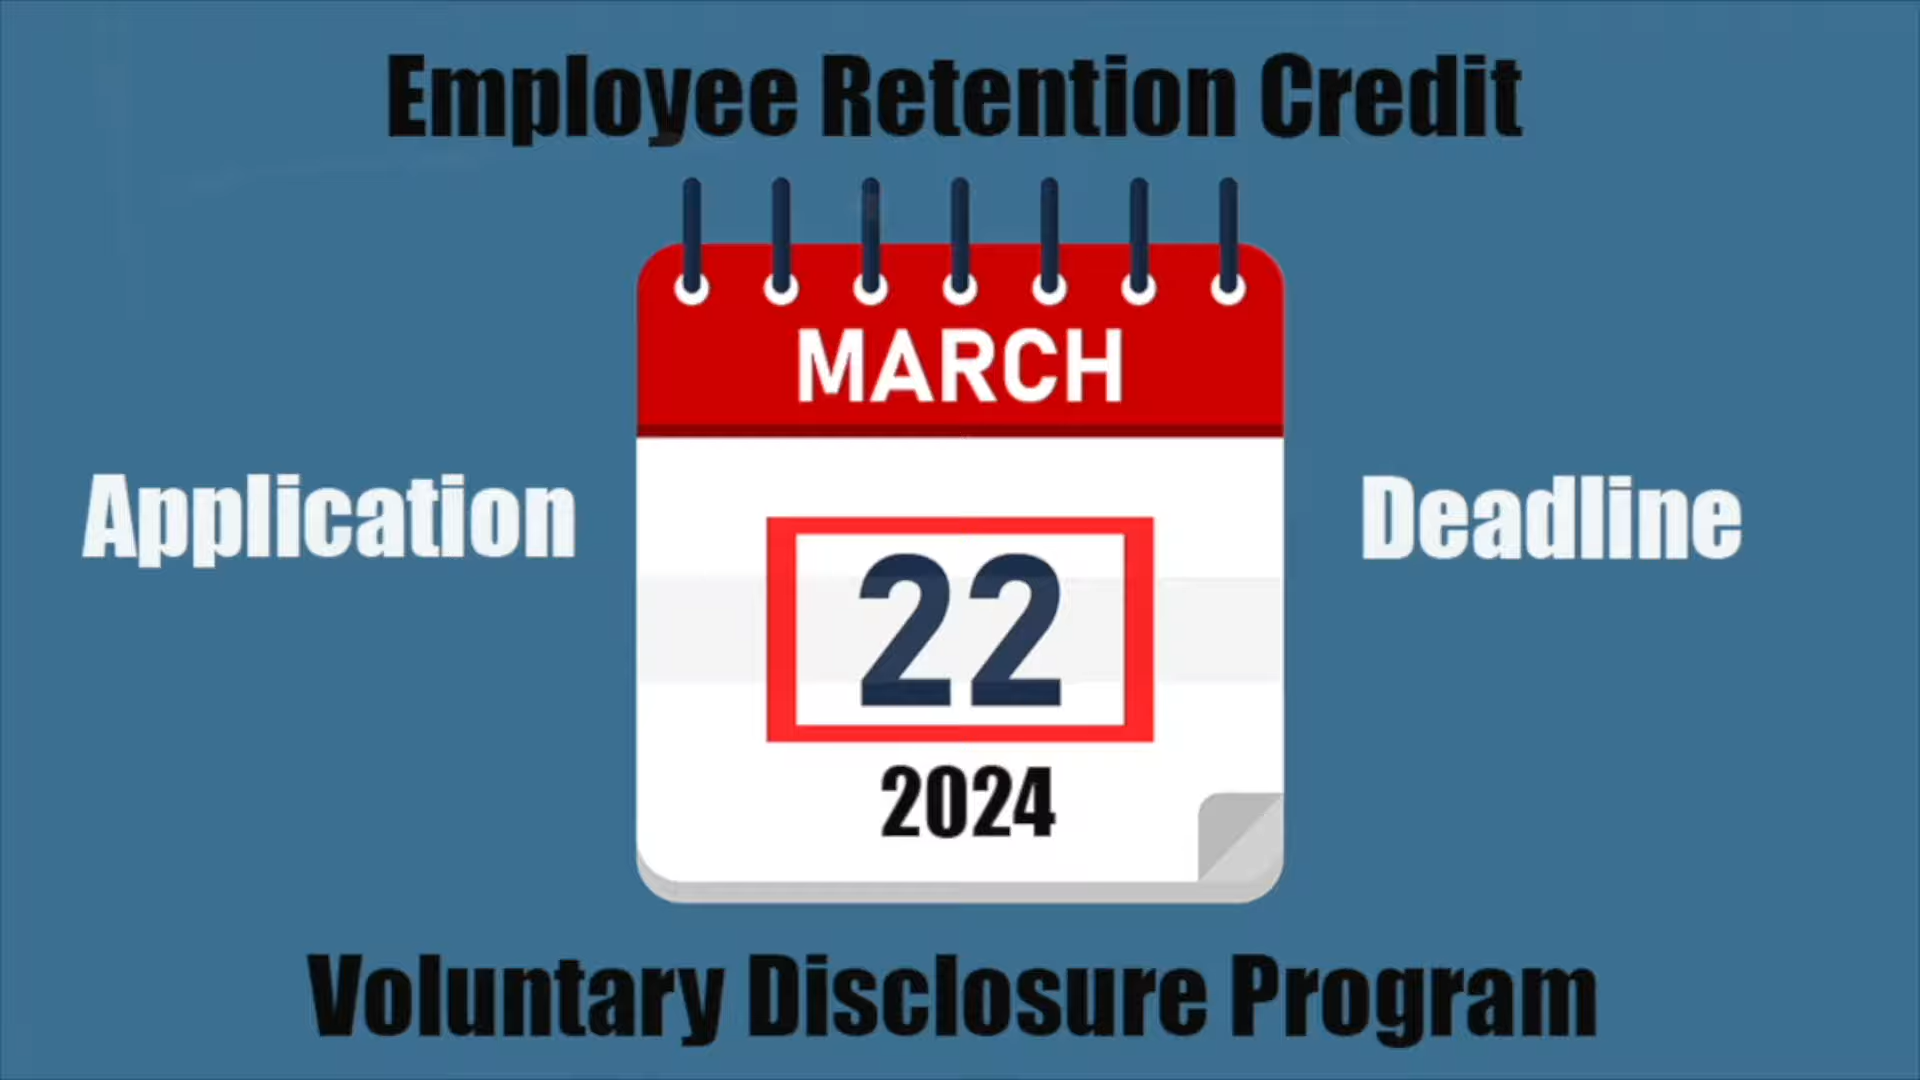 Employee Retention Credit
MARCH
Application
Deadline
22
2024
Voluntary Disclosure Program